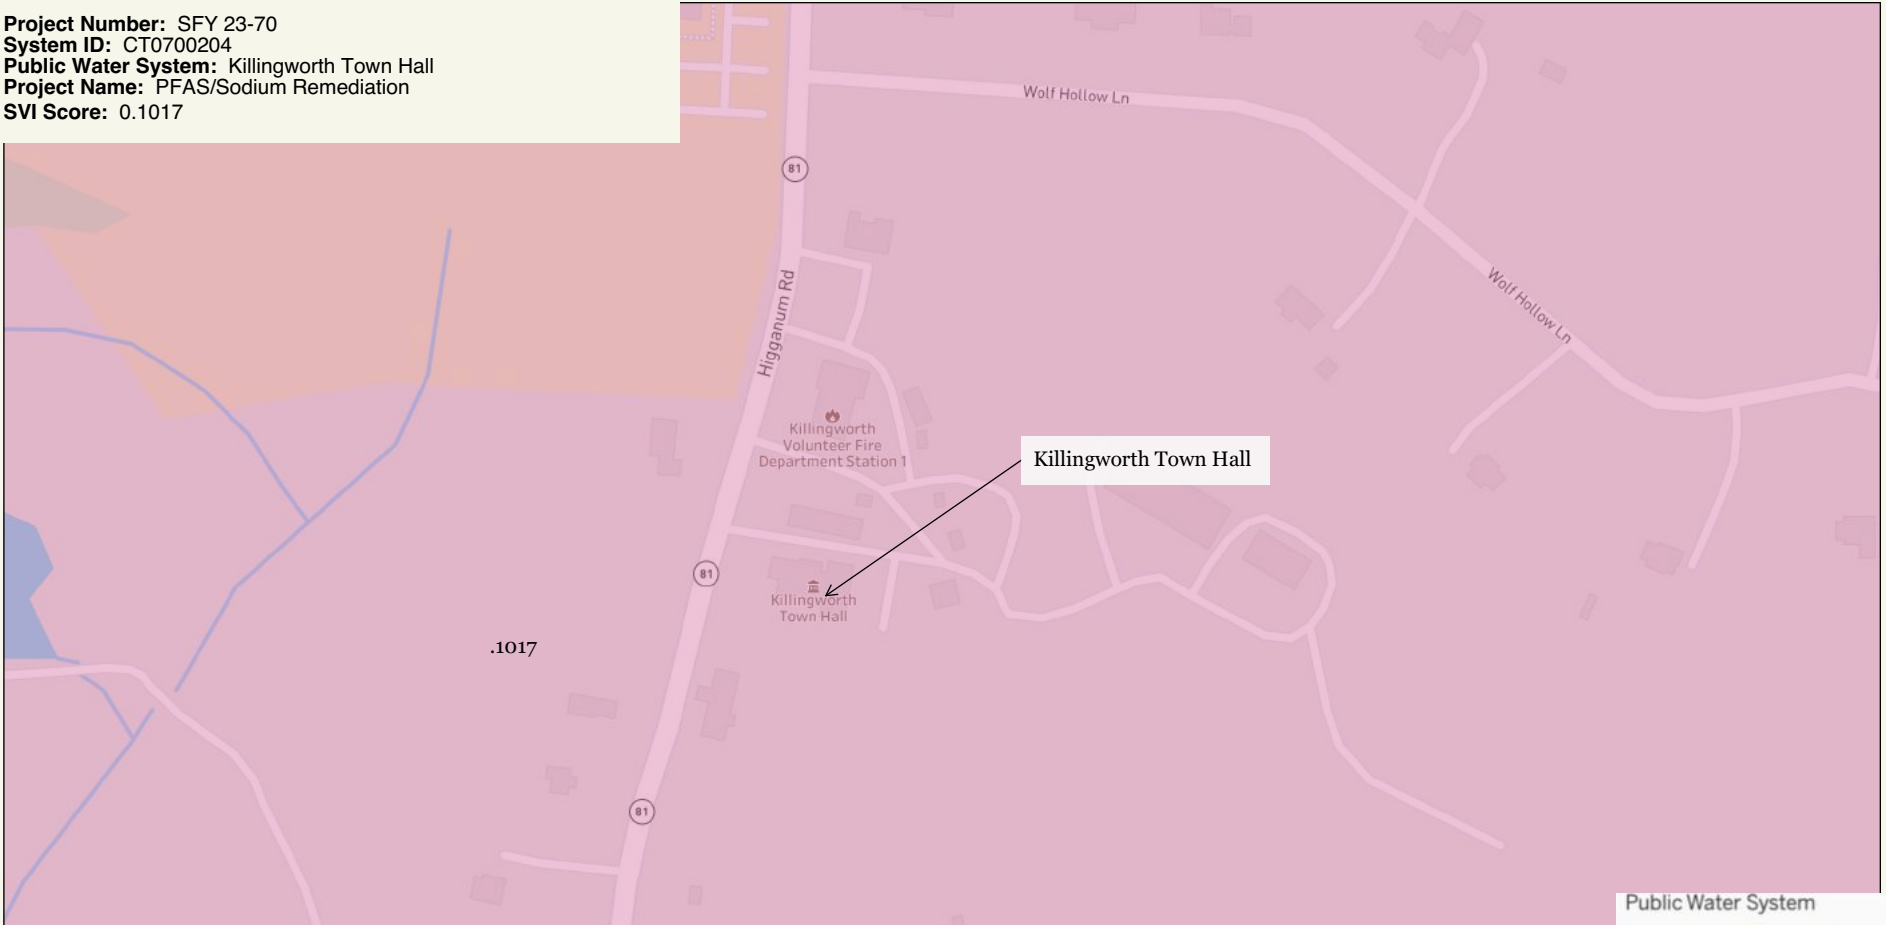 Project Number: SFY 23-70
System ID: CT0700204
Public Water System: Killingworth Town Hall
Project Name: PFAS/Sodium Remediation
SVI Score: 0.1017
Wolf Hollow Ln
81
Wolf Hollow Ln
Higganum Rd
Killingworth
Volunteer Fire
Department Station 1
Killingworth Town Hall
81
Killingworth
Town Hall
.1017
81
Public Water System